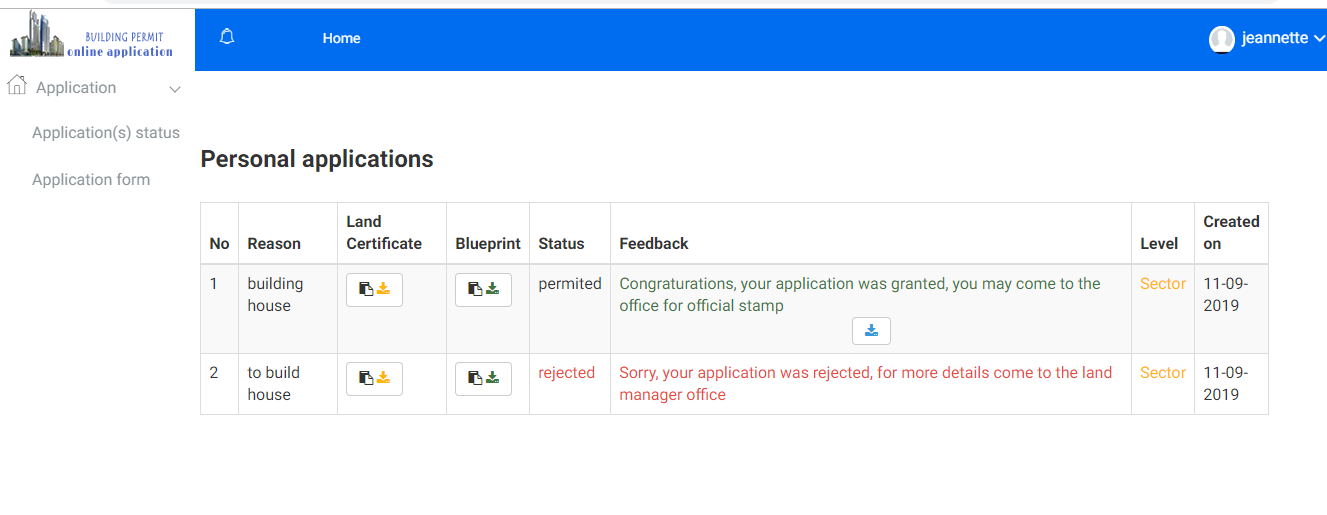 BUILDING PERMIT
online application
Home
jeannette
Application
Application(s) status
Application form
Personal applications
No Reason Land Certificate Blueprint Status Feedback Level Created on
1 building house permited Congraturations, your application was granted, you may come to the office for official stamp Sector 11-09-2019
2 to build house rejected Sorry, your application was rejected, for more details come to the land manager office Sector 11-09-2019